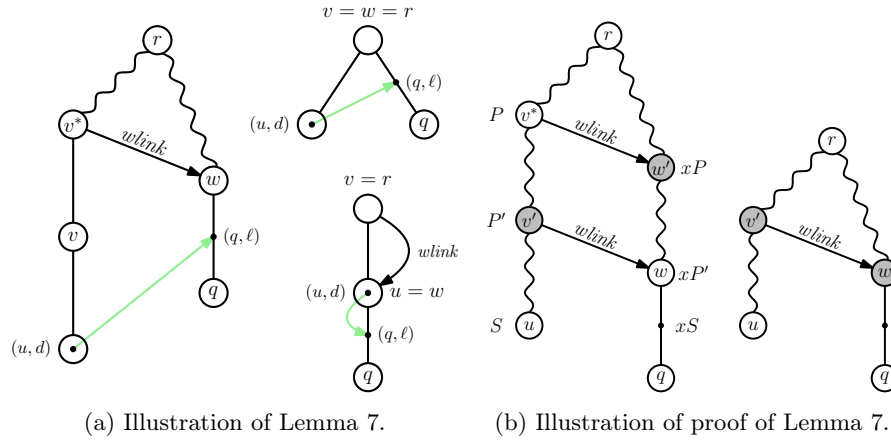 r
v*
wlink
w
v
(q, ℓ)
q
(u, d)
v = w = r
(q, ℓ)
(u, d)
q
v = r
wlink
(u, d)
u = w
(q, ℓ)
q
r
P
v*
wlink
w′
xP
P′
v′
wlink
w
xP′
S
u
xS
q
r
v′
wlink
w
u
q
(a) Illustration of Lemma 7.
(b) Illustration of proof of Lemma 7.